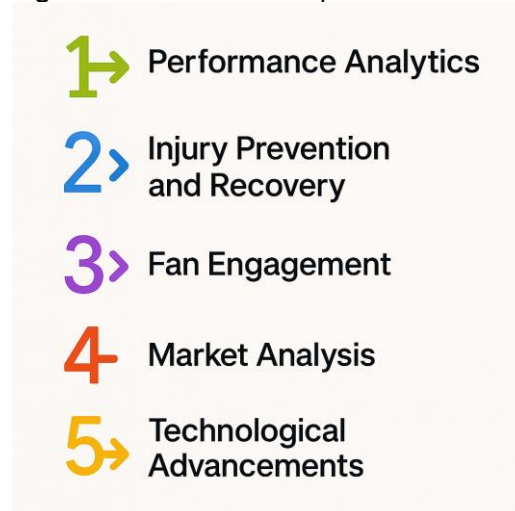 1 Performance Analytics
2 Injury Prevention
and Recovery
3 Fan Engagement
4 Market Analysis
5 Technological
Advancements